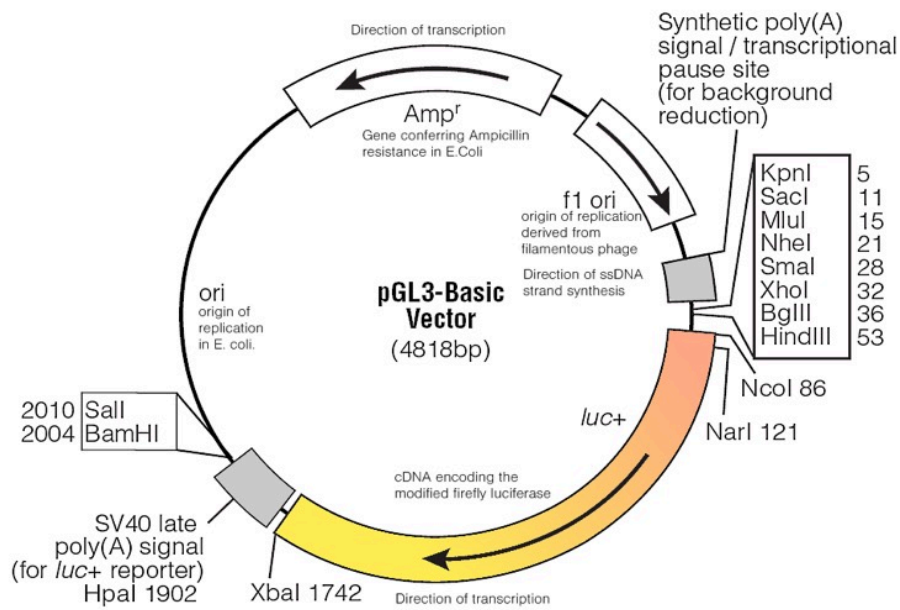 Direction of transcription
Amp^r
Gene conferring Ampicillin
resistance in E.Coli
Synthetic poly(A)
signal / transcriptional
pause site
(for background
reduction)
f1 ori
origin of replication
derived from
filamentous phage
Direction of ssDNA
strand synthesis
KpnI 5
SacI 11
MluI 15
NheI 21
SmaI 28
XhoI 32
BglII 36
HindIII 53
ori
origin of
replication
in E. coli.
pGL3-Basic
Vector
(4818bp)
NcoI 86
NarI 121
luc+
2010 SalI
2004 BamHI
cDNA encoding the
modified firefly luciferase
SV40 late
poly(A) signal
(for luc+ reporter)
HpaI 1902
XbaI 1742
Direction of transcription